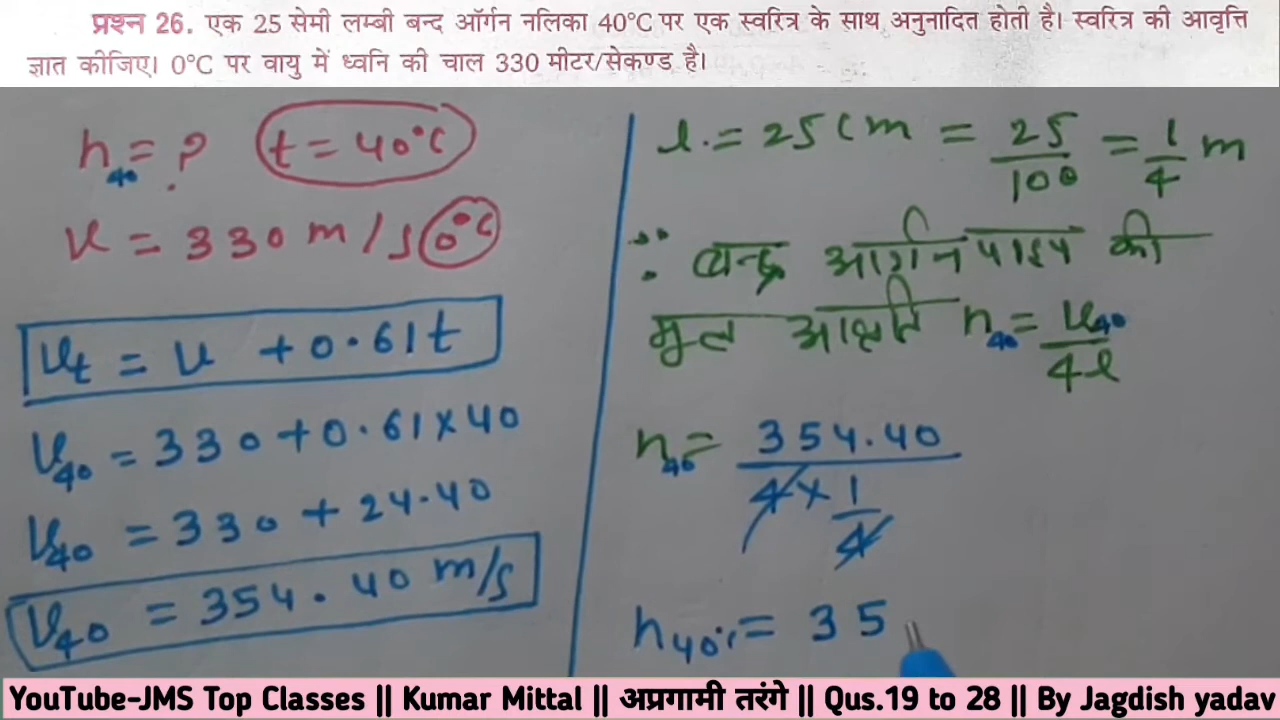 प्रश्न 26. एक 25 सेमी लम्बी बन्द ऑर्गन नलिका 40°C पर एक स्वरित्र के साथ अनुनादित होती है। स्वरित्र की आवृत्ति
ज्ञात कीजिए। 0°C पर वायु में ध्वनि की चाल 330 मीटर/सेकण्ड है।
n₄₀ = ? t = 40°C
v = 330 m/s 0°C
vt = v + 0.61t
v₄₀ = 330 + 0.61 × 40
v₄₀ = 330 + 24.40
v₄₀ = 354.40 m/s
l = 25 cm = 25/100 = 1/4 m
∵ बन्द आर्गन पाइप की
मूल आवृत्ति n₄₀ = v₄₀/4l
n₄₀ = 354.40/4 × 1/4
n₄₀°c = 35
YouTube-JMS Top Classes || Kumar Mittal || अप्रगामी तरंगे || Qus.19 to 28 || By Jagdish yadav